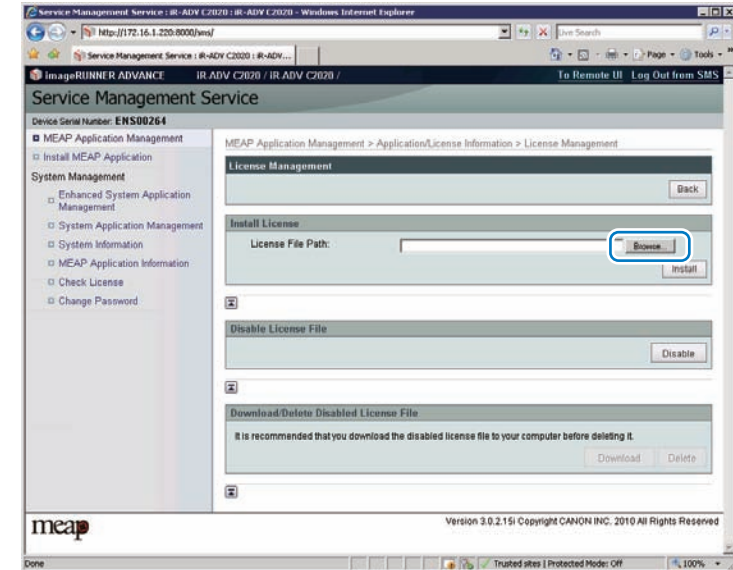 Service Management Service : iR-ADV C2020 : iR-ADV C2020 - Windows Internet Explorer
http://172.16.1.220:8000/sms/
Live Search
Service Management Service : iR-ADV C2020 : iR-ADV...
Page Tools
imageRUNNER ADVANCE iR ADV C2020 / iR ADV C2020 /
To Remote UI Log Out from SMS
Service Management Service
Device Serial Number: ENS00264
MEAP Application Management
Install MEAP Application
System Management
Enhanced System Application
Management
System Application Management
System Information
MEAP Application Information
Check License
Change Password
MEAP Application Management > Application/License Information > License Management
License Management
Back
Install License
License File Path:
Browse...
Install
Disable License File
Disable
Download/Delete Disabled License File
It is recommended that you download the disabled license file to your computer before deleting it.
Download Delete
meap
Version 3.0.2.15i Copyright CANON INC. 2010 All Rights Reserved
Done
Trusted sites | Protected Mode: Off
100%